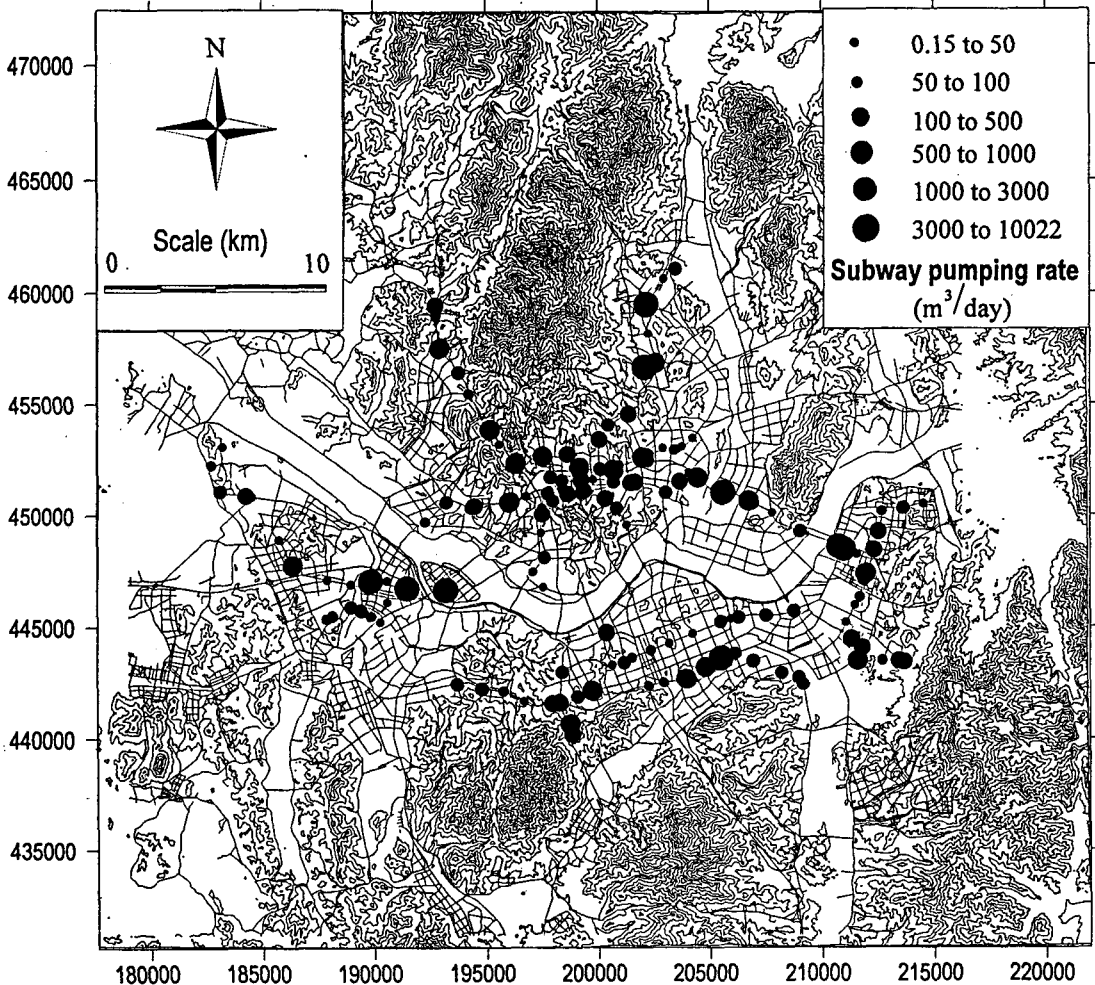 N
Scale (km)
0 10
0.15 to 50
50 to 100
100 to 500
500 to 1000
1000 to 3000
3000 to 10022
Subway pumping rate
(m³/day)
470000
465000
460000
455000
450000
445000
440000
435000
180000 185000 190000 195000 200000 205000 210000 215000 220000